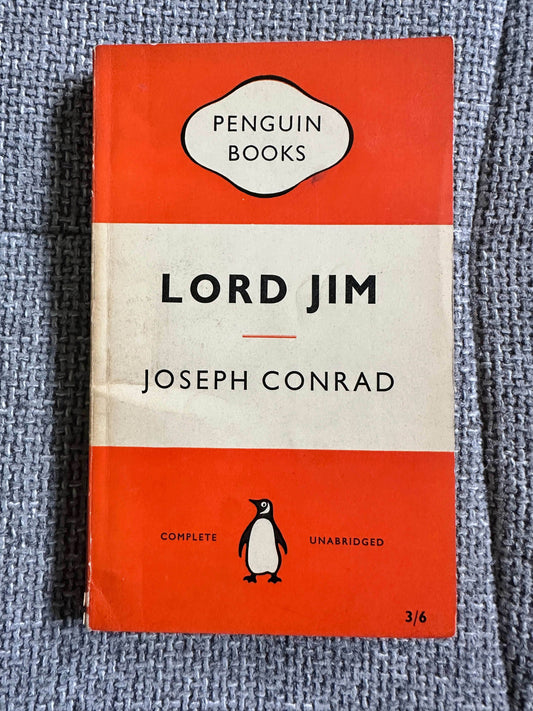 PENGUIN
BOOKS
LORD JIM
JOSEPH CONRAD
COMPLETE UNABRIDGED
3/6